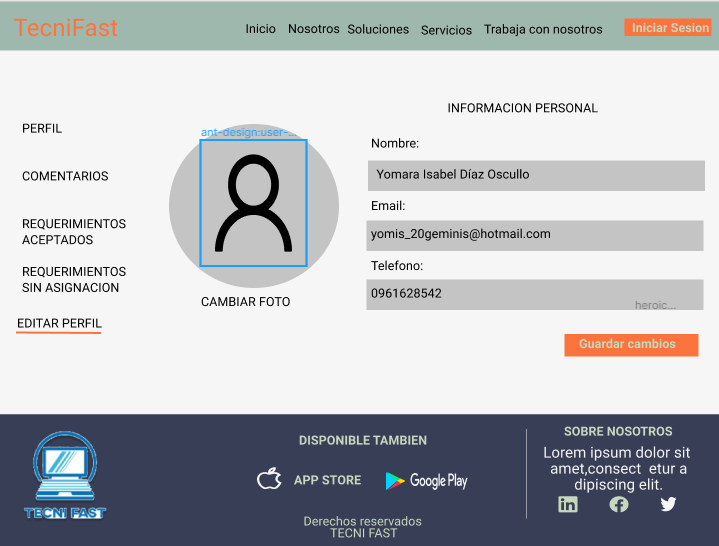 TecniFast
Inicio Nosotros Soluciones Servicios Trabaja con nosotros Iniciar Sesion
PERFIL
COMENTARIOS
REQUERIMIENTOS
ACEPTADOS
REQUERIMIENTOS
SIN ASIGNACION
EDITAR PERFIL
ant-design:user-...
CAMBIAR FOTO
INFORMACION PERSONAL
Nombre:
Yomara Isabel Díaz Oscullo
Email:
yomis_20geminis@hotmail.com
Telefono:
0961628542
heroic...
Guardar cambios
TECNI FAST
DISPONIBLE TAMBIEN
APP STORE Google Play
Derechos reservados
TECNI FAST
SOBRE NOSOTROS
Lorem ipsum dolor sit
amet,consect etur a
dipiscing elit.